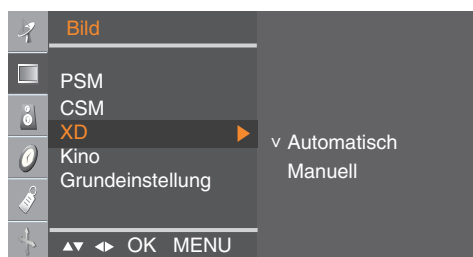 Bild
PSM
CSM
XD
Kino
Grundeinstellung
v Automatisch
Manuell
OK MENU